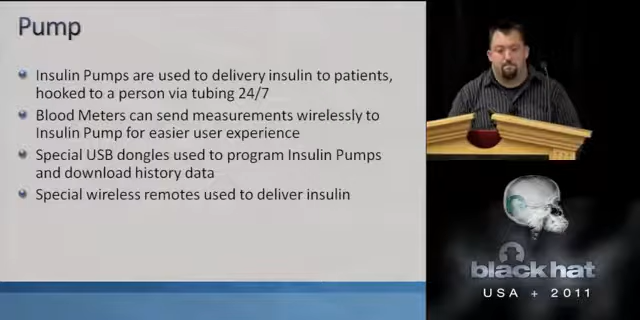 Pump
Insulin Pumps are used to delivery insulin to patients,
hooked to a person via tubing 24/7
Blood Meters can send measurements wirelessly to
Insulin Pump for easier user experience
Special USB dongles used to program Insulin Pumps
and download history data
Special wireless remotes used to deliver insulin
black hat
USA + 2011